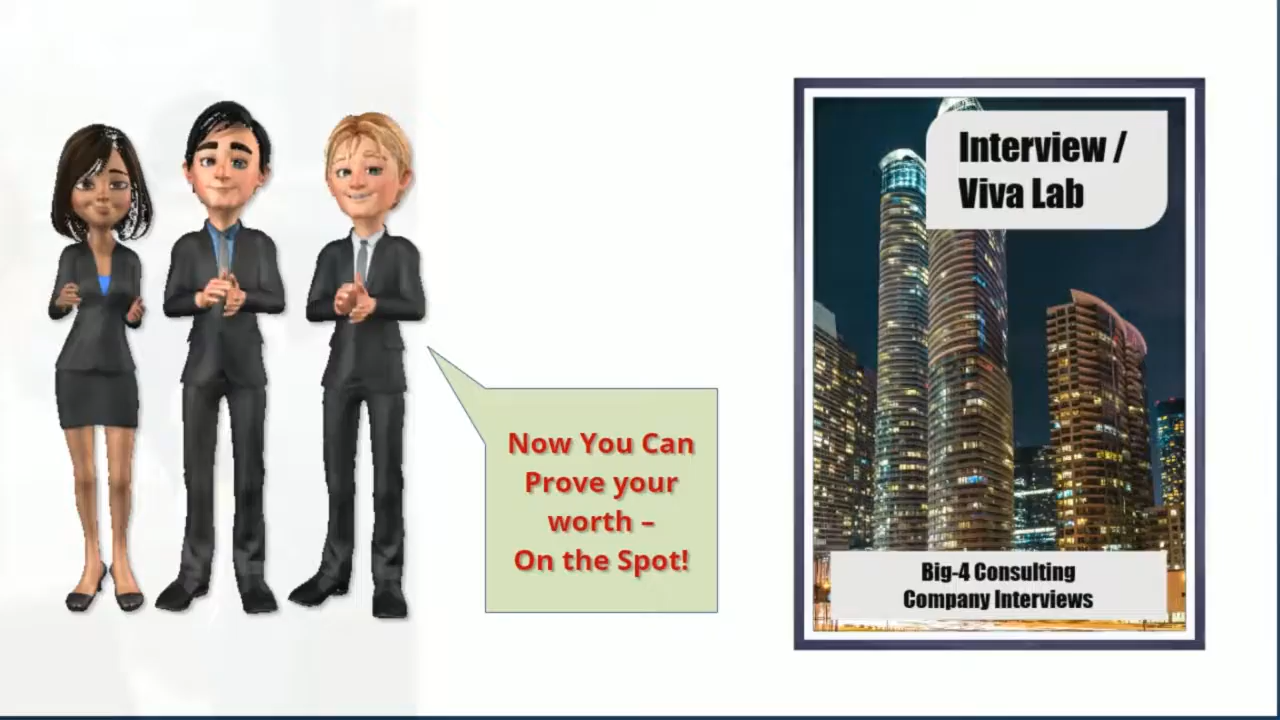 Interview /
Viva Lab
Now You Can
Prove your
worth –
On the Spot!
Big-4 Consulting
Company Interviews